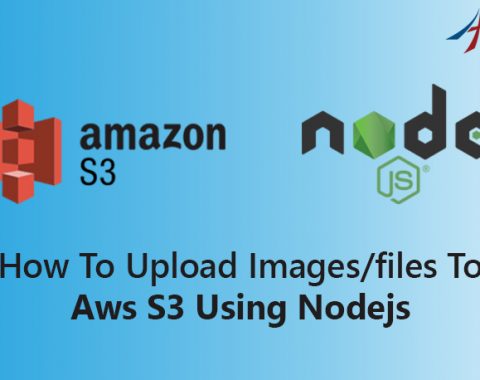 amazon
S3
node
JS
How To Upload Images/files To
Aws S3 Using Nodejs